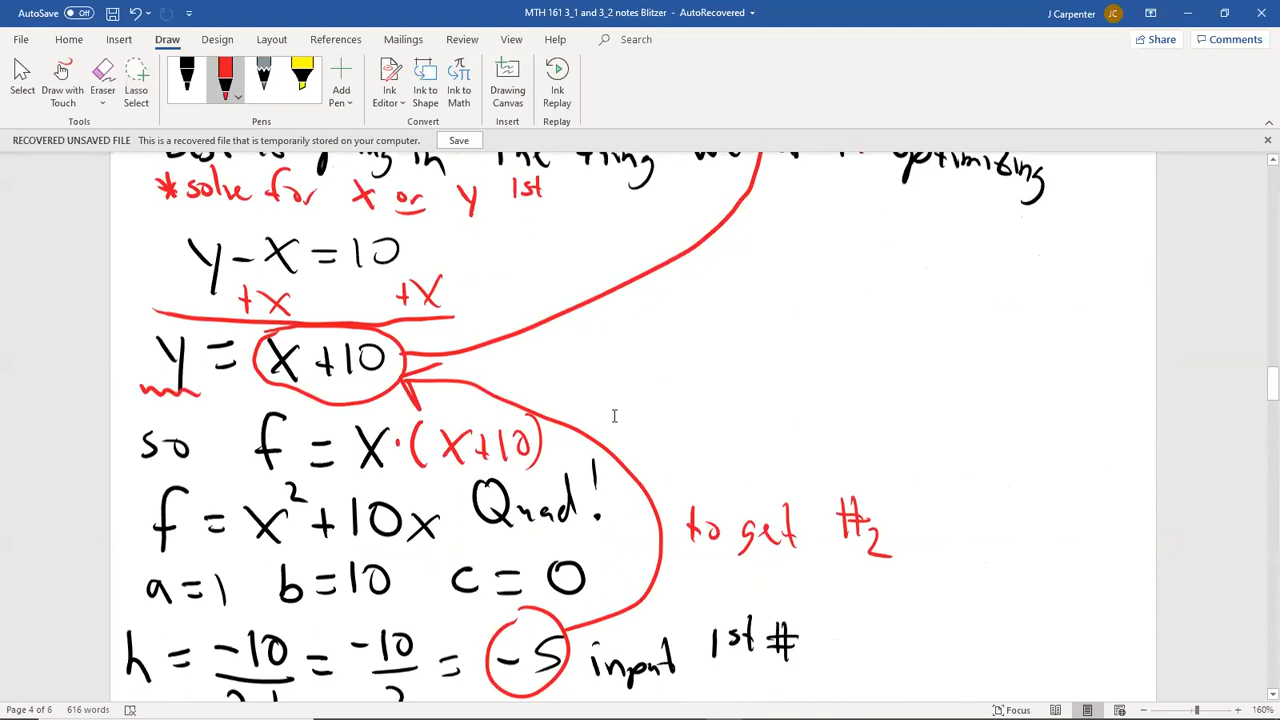 AutoSave Off MTH 161 3_1 and 3_2 notes Blitzer - AutoRecovered J Carpenter JC
File Home Insert Draw Design Layout References Mailings Review View Help Search Share Comments
Select Draw with Touch Eraser Lasso Select Add Pen Ink Editor Ink to Shape Ink to Math Drawing Canvas Ink Replay
Tools Pens Convert Insert Replay
RECOVERED UNSAVED FILE This is a recovered file that is temporarily stored on your computer. Save
in the thing optimizing
*solve for x or y 1st
y - x = 10
+x +x
y = x + 10
so f = x · (x+10)
f = x² + 10x Quad!
to get #2
a = 1 b = 10 c = 0
h = -10 = -10 = -5 input 1st #
Page 4 of 6 616 words Focus 160%